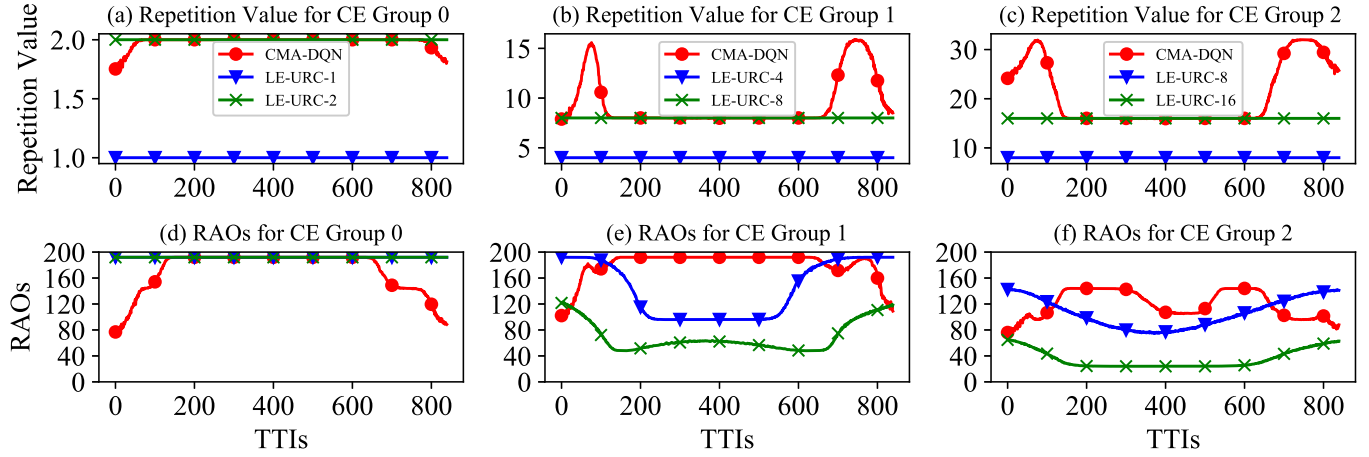 (a) Repetition Value for CE Group 0
(b) Repetition Value for CE Group 1
(c) Repetition Value for CE Group 2
Repetition Value
2.0
1.5
1.0
CMA-DQN
LE-URC-1
LE-URC-2
0 200 400 600 800
15
10
5
CMA-DQN
LE-URC-4
LE-URC-8
0 200 400 600 800
30
20
10
CMA-DQN
LE-URC-8
LE-URC-16
0 200 400 600 800
(d) RAOs for CE Group 0
(e) RAOs for CE Group 1
(f) RAOs for CE Group 2
RAOs
200
160
120
80
40
0
0 200 400 600 800
TTIs
200
160
120
80
40
0
0 200 400 600 800
TTIs
200
160
120
80
40
0
0 200 400 600 800
TTIs